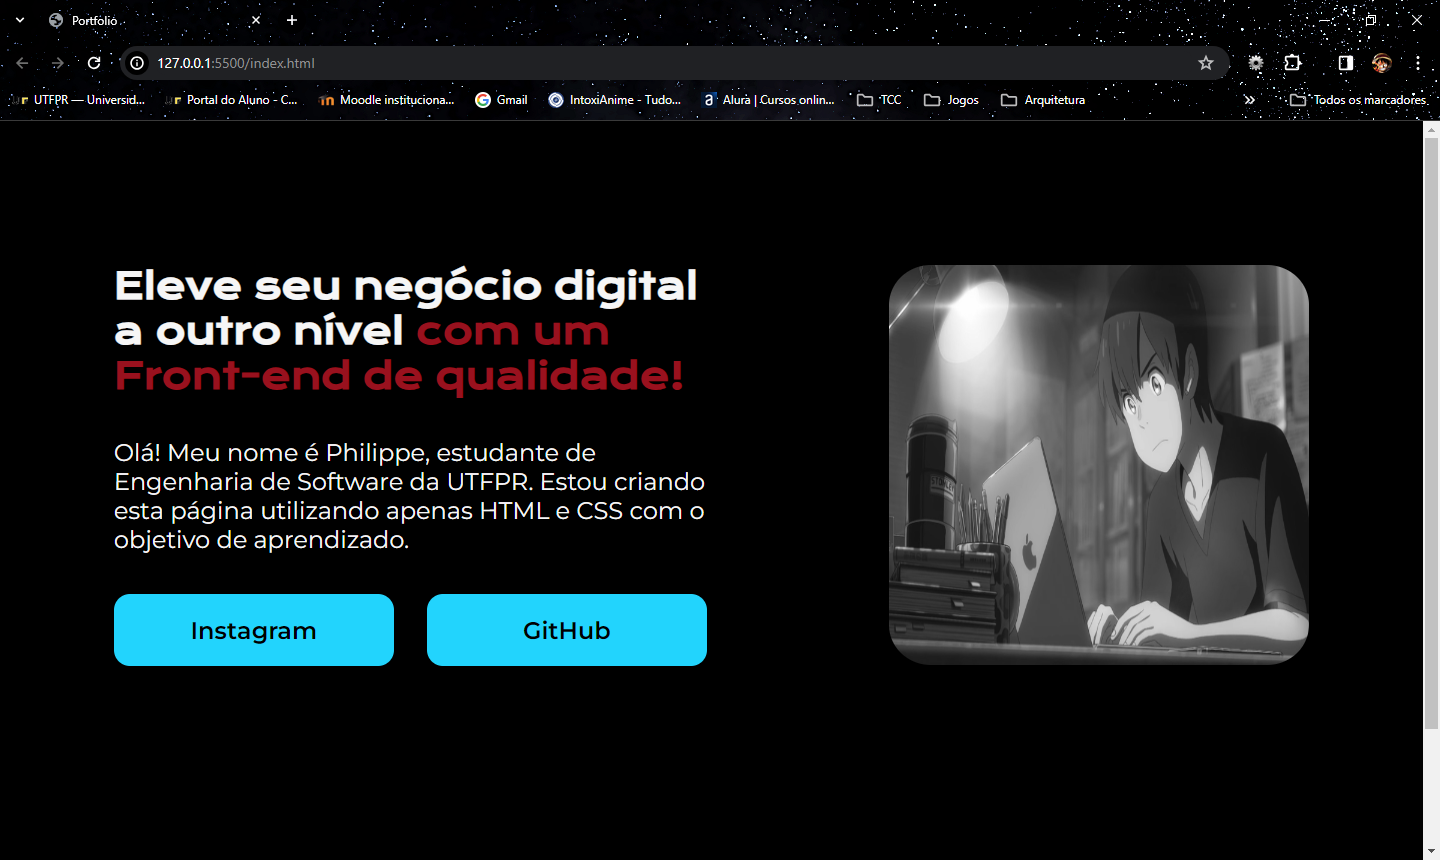 Portfolio
127.0.0.1:5500/index.html
UTFPR — Universid... Portal do Aluno - C... Moodle instituciona... Gmail IntoxiAnime - Tudo... Alura | Cursos onlin... TCC Jogos Arquitetura » Todos os marcadores
Eleve seu negócio digital
a outro nível com um
Front-end de qualidade!
Olá! Meu nome é Philippe, estudante de
Engenharia de Software da UTFPR. Estou criando
esta página utilizando apenas HTML e CSS com o
objetivo de aprendizado.
Instagram GitHub